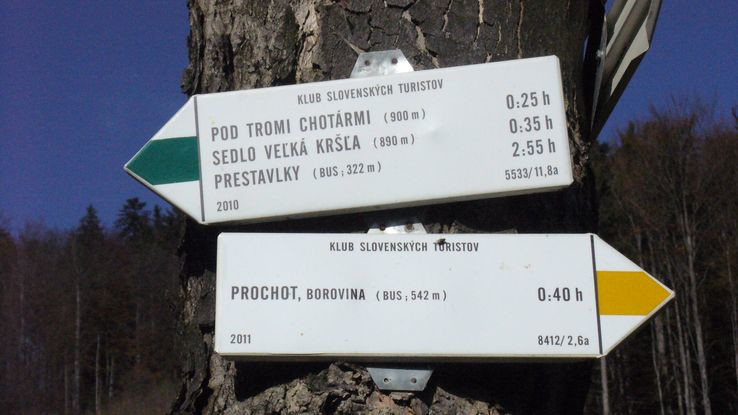 KLUB SLOVENSKÝCH TURISTOV
POD TROMI CHOTÁRMI (900 m) 0:25 h
SEDLO VEĽKÁ KRŠĽA (890 m) 0:35 h
PRESTAVLKY (BUS; 322 m) 2:55 h
2010 5533/11,8a
KLUB SLOVENSKÝCH TURISTOV
PROCHOT, BOROVINA (BUS; 542 m) 0:40 h
2011 8412/2,6a